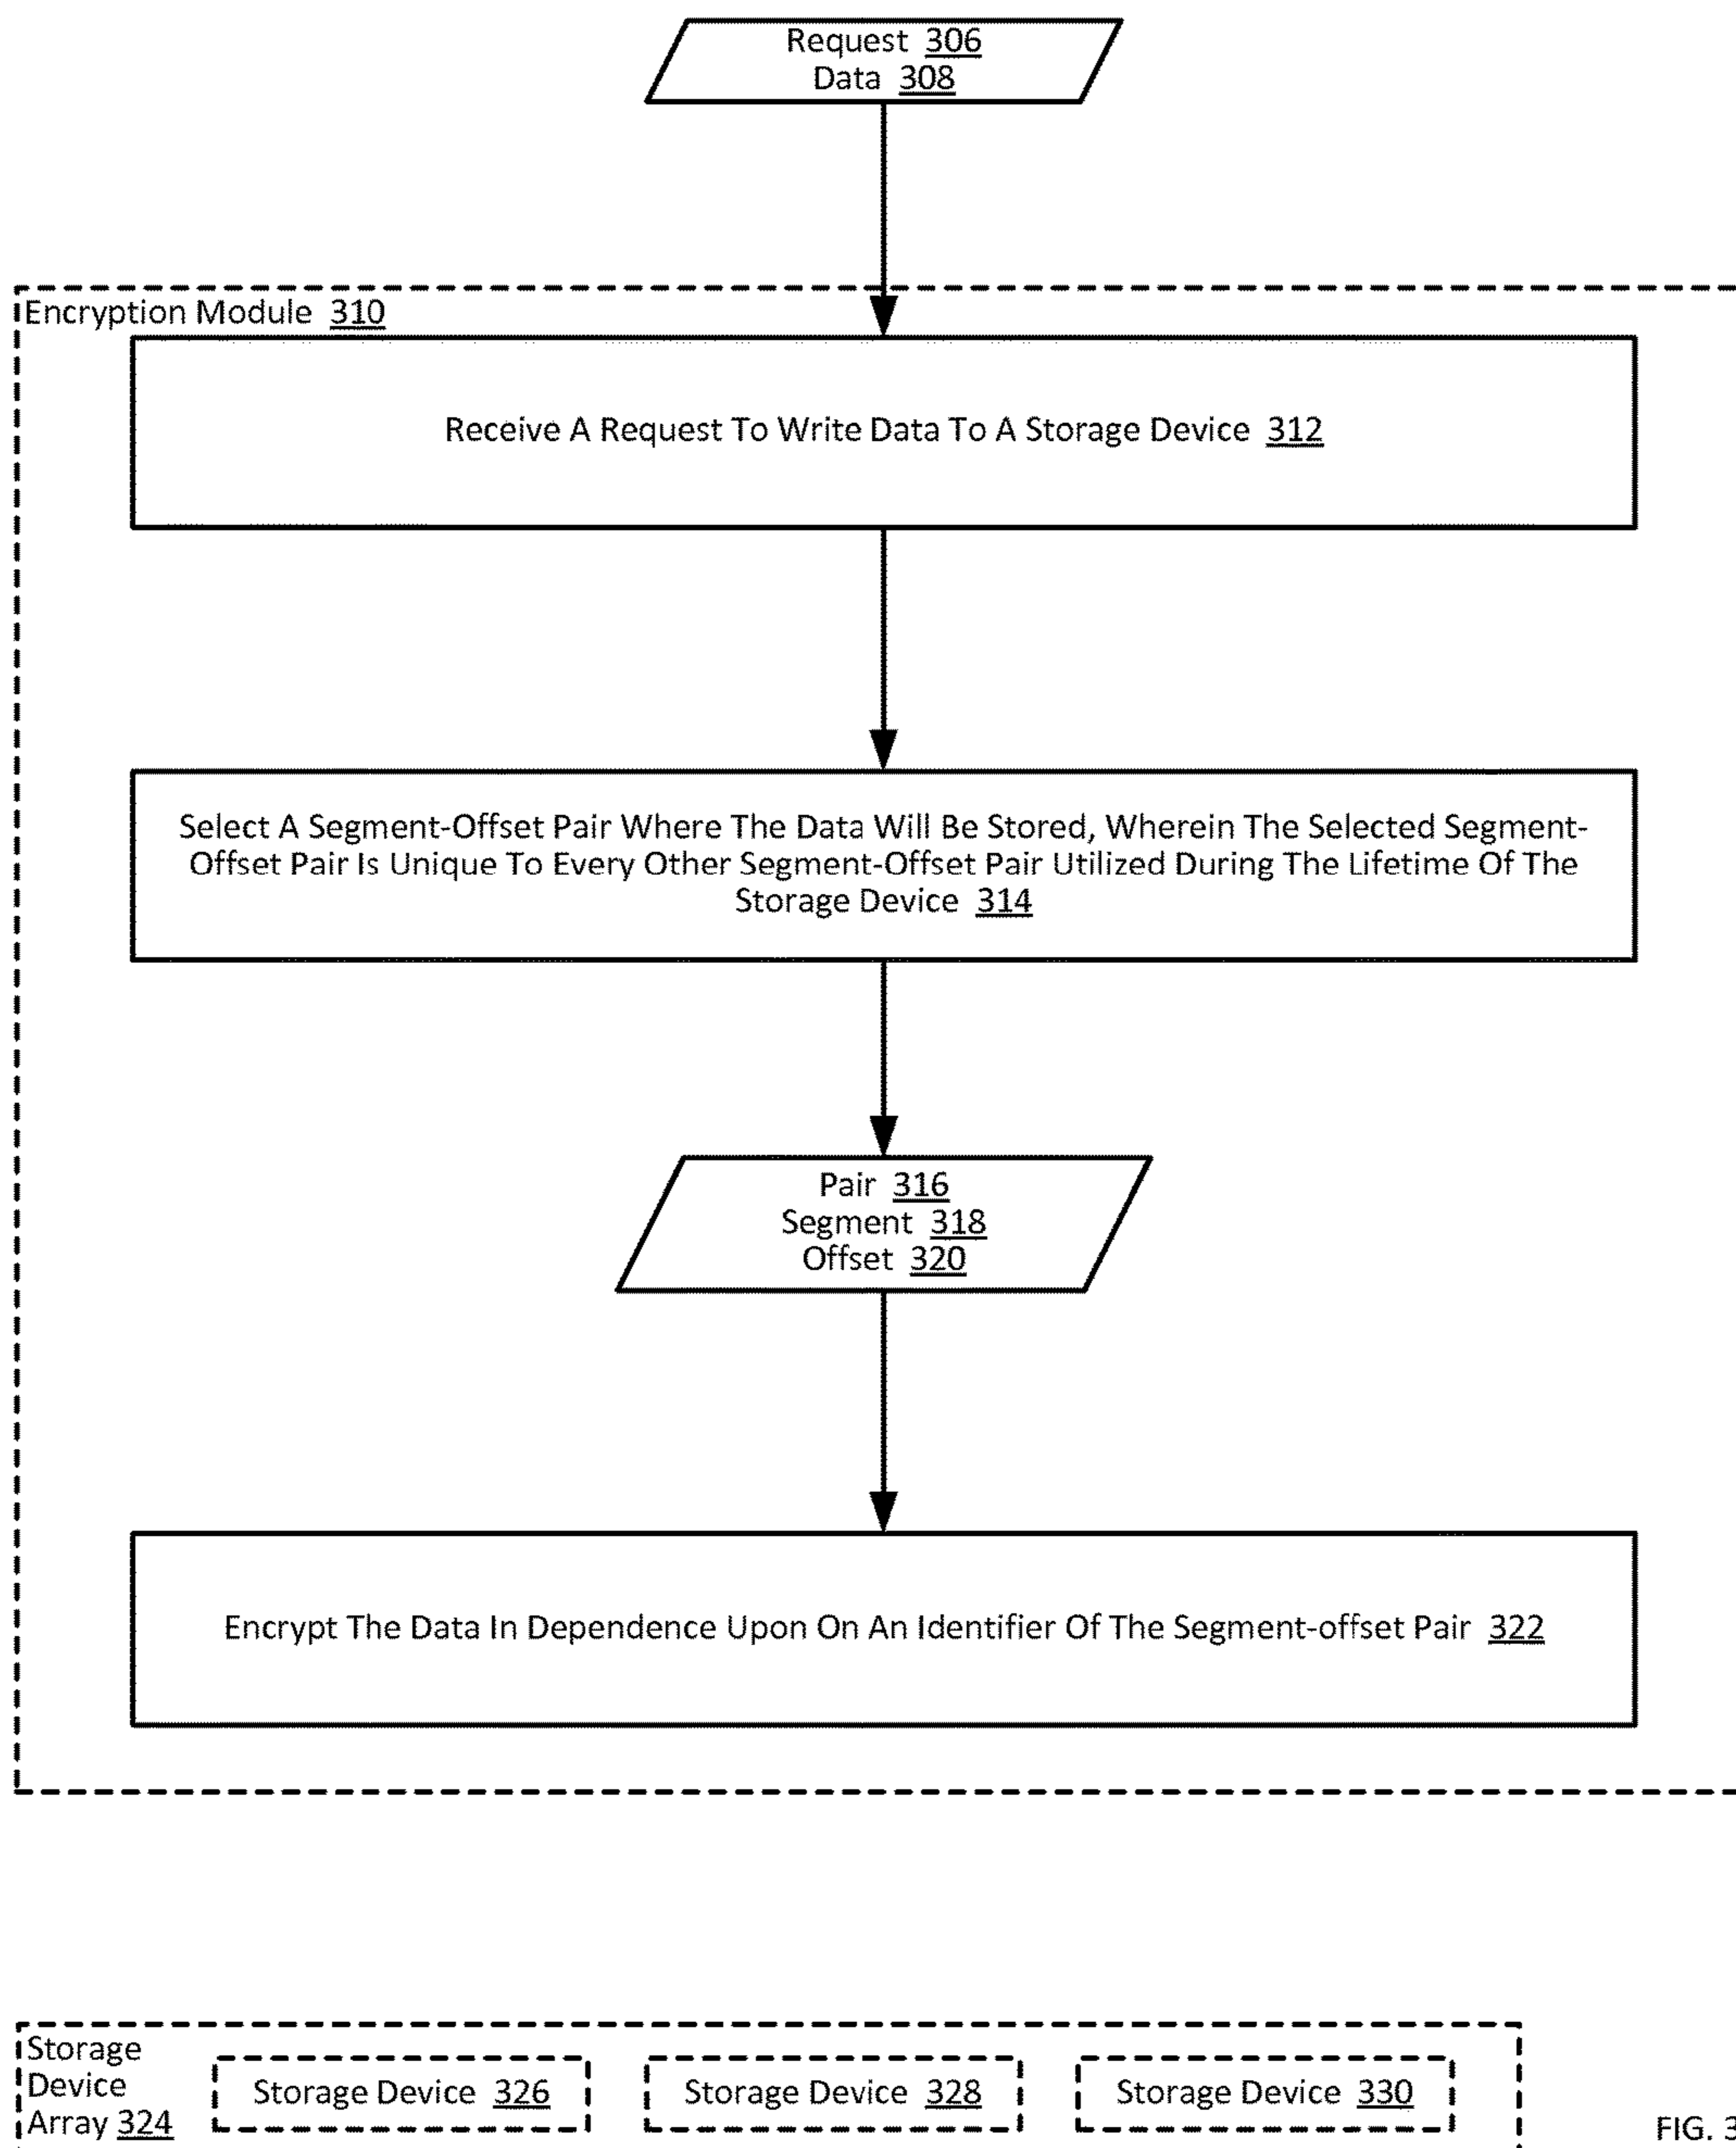 Request 306
Data 308
Encryption Module 310
Receive A Request To Write Data To A Storage Device 312
Select A Segment-Offset Pair Where The Data Will Be Stored, Wherein The Selected Segment-
Offset Pair Is Unique To Every Other Segment-Offset Pair Utilized During The Lifetime Of The
Storage Device 314
Pair 316
Segment 318
Offset 320
Encrypt The Data In Dependence Upon On An Identifier Of The Segment-offset Pair 322
Storage
Device
Array 324
Storage Device 326
Storage Device 328
Storage Device 330
FIG. 3